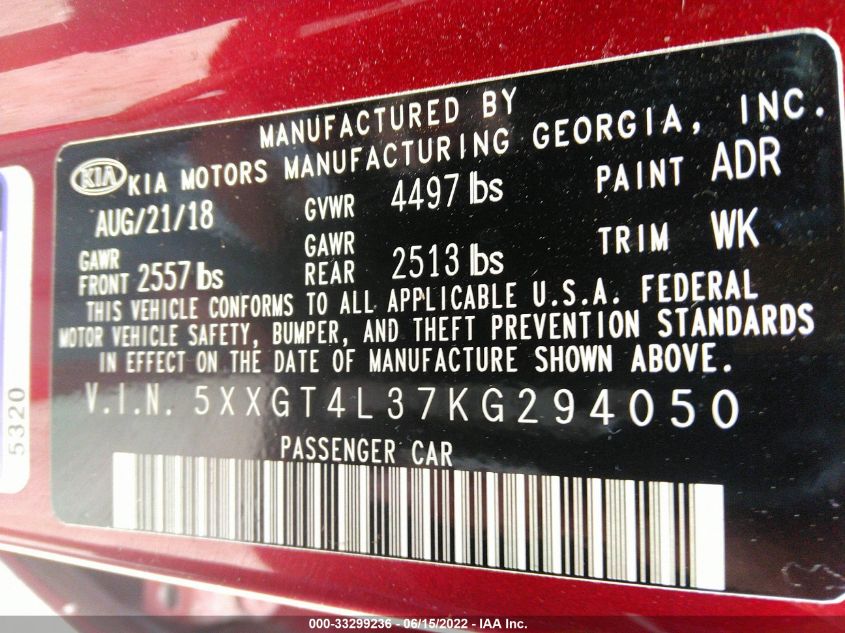 MANUFACTURED BY
KIA KIA MOTORS MANUFACTURING GEORGIA, INC.
AUG/21/18 GVWR 4497 lbs PAINT ADR
GAWR FRONT 2557 lbs GAWR REAR 2513 lbs TRIM WK
THIS VEHICLE CONFORMS TO ALL APPLICABLE U.S.A. FEDERAL
MOTOR VEHICLE SAFETY, BUMPER, AND THEFT PREVENTION STANDARDS
IN EFFECT ON THE DATE OF MANUFACTURE SHOWN ABOVE.
V.I.N. 5XXGT4L37KG294050
PASSENGER CAR
5320
000-33299236 - 06/15/2022 - IAA Inc.